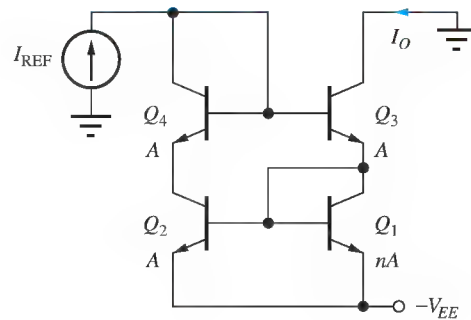 I_REF
I_O
Q_4
Q_3
A
A
Q_2
Q_1
A
nA
−V_EE